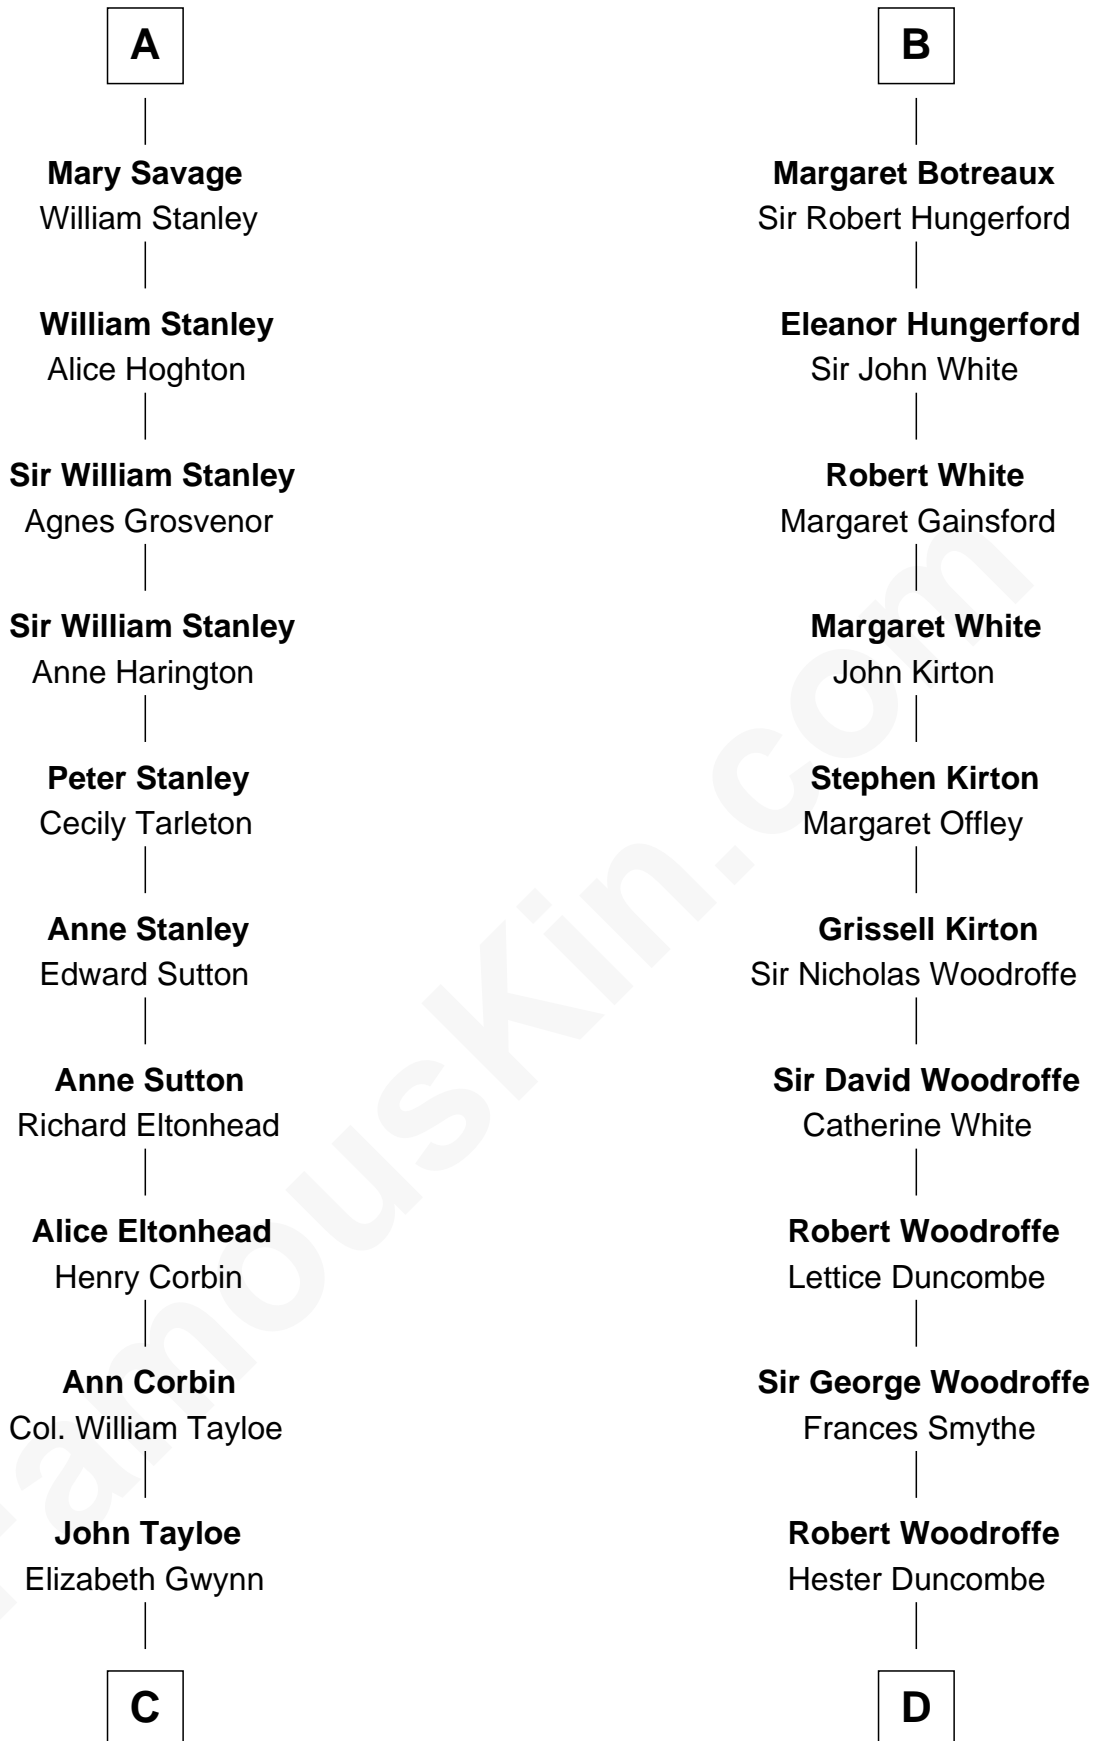 A
Mary Savage
William Stanley
William Stanley
Alice Hoghton
Sir William Stanley
Agnes Grosvenor
Sir William Stanley
Anne Harington
Peter Stanley
Cecily Tarleton
Anne Stanley
Edward Sutton
Anne Sutton
Richard Eltonhead
Alice Eltonhead
Henry Corbin
Ann Corbin
Col. William Tayloe
John Tayloe
Elizabeth Gwynn
C
B
Margaret Botreaux
Sir Robert Hungerford
Eleanor Hungerford
Sir John White
Robert White
Margaret Gainsford
Margaret White
John Kirton
Stephen Kirton
Margaret Offley
Grissell Kirton
Sir Nicholas Woodroffe
Sir David Woodroffe
Catherine White
Robert Woodroffe
Lettice Duncombe
Sir George Woodroffe
Frances Smythe
Robert Woodroffe
Hester Duncombe
D
FamousKin.com